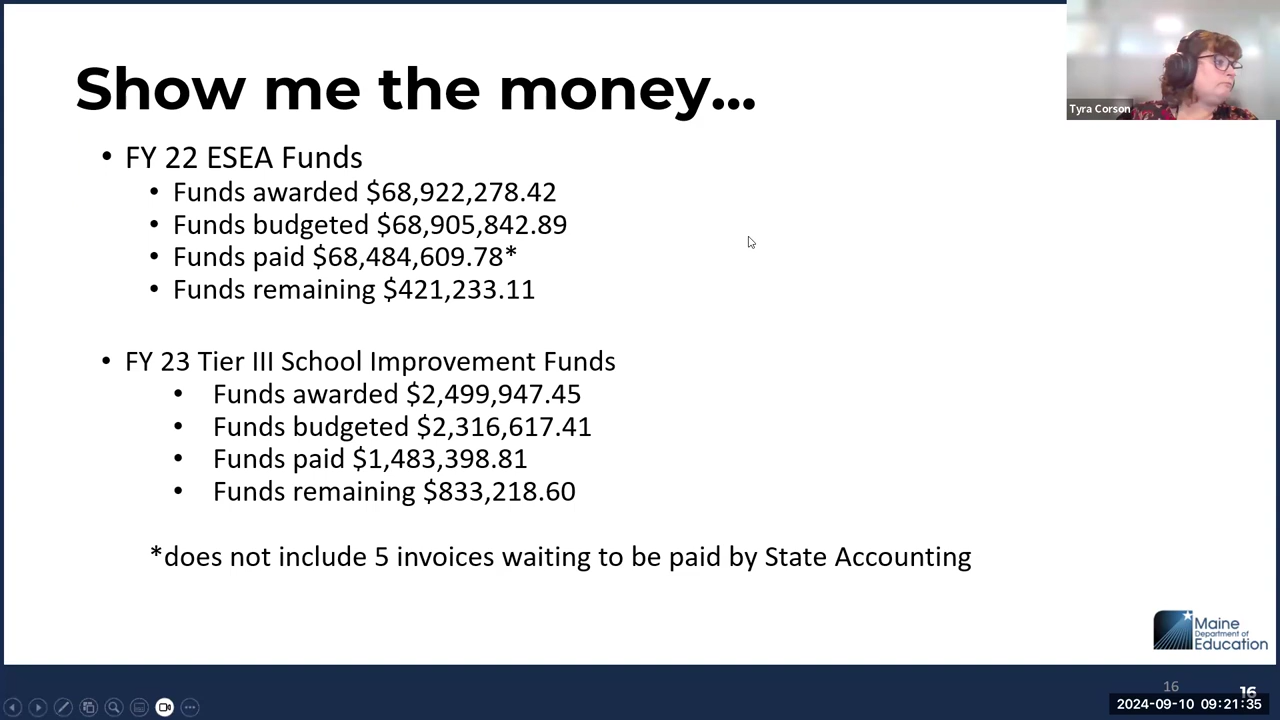 Show me the money...
Tyra Corson
• FY 22 ESEA Funds
• Funds awarded $68,922,278.42
• Funds budgeted $68,905,842.89
• Funds paid $68,484,609.78*
• Funds remaining $421,233.11
• FY 23 Tier III School Improvement Funds
• Funds awarded $2,499,947.45
• Funds budgeted $2,316,617.41
• Funds paid $1,483,398.81
• Funds remaining $833,218.60
*does not include 5 invoices waiting to be paid by State Accounting
Maine
Department of
Education
16
16
2024-09-10 09:21:35